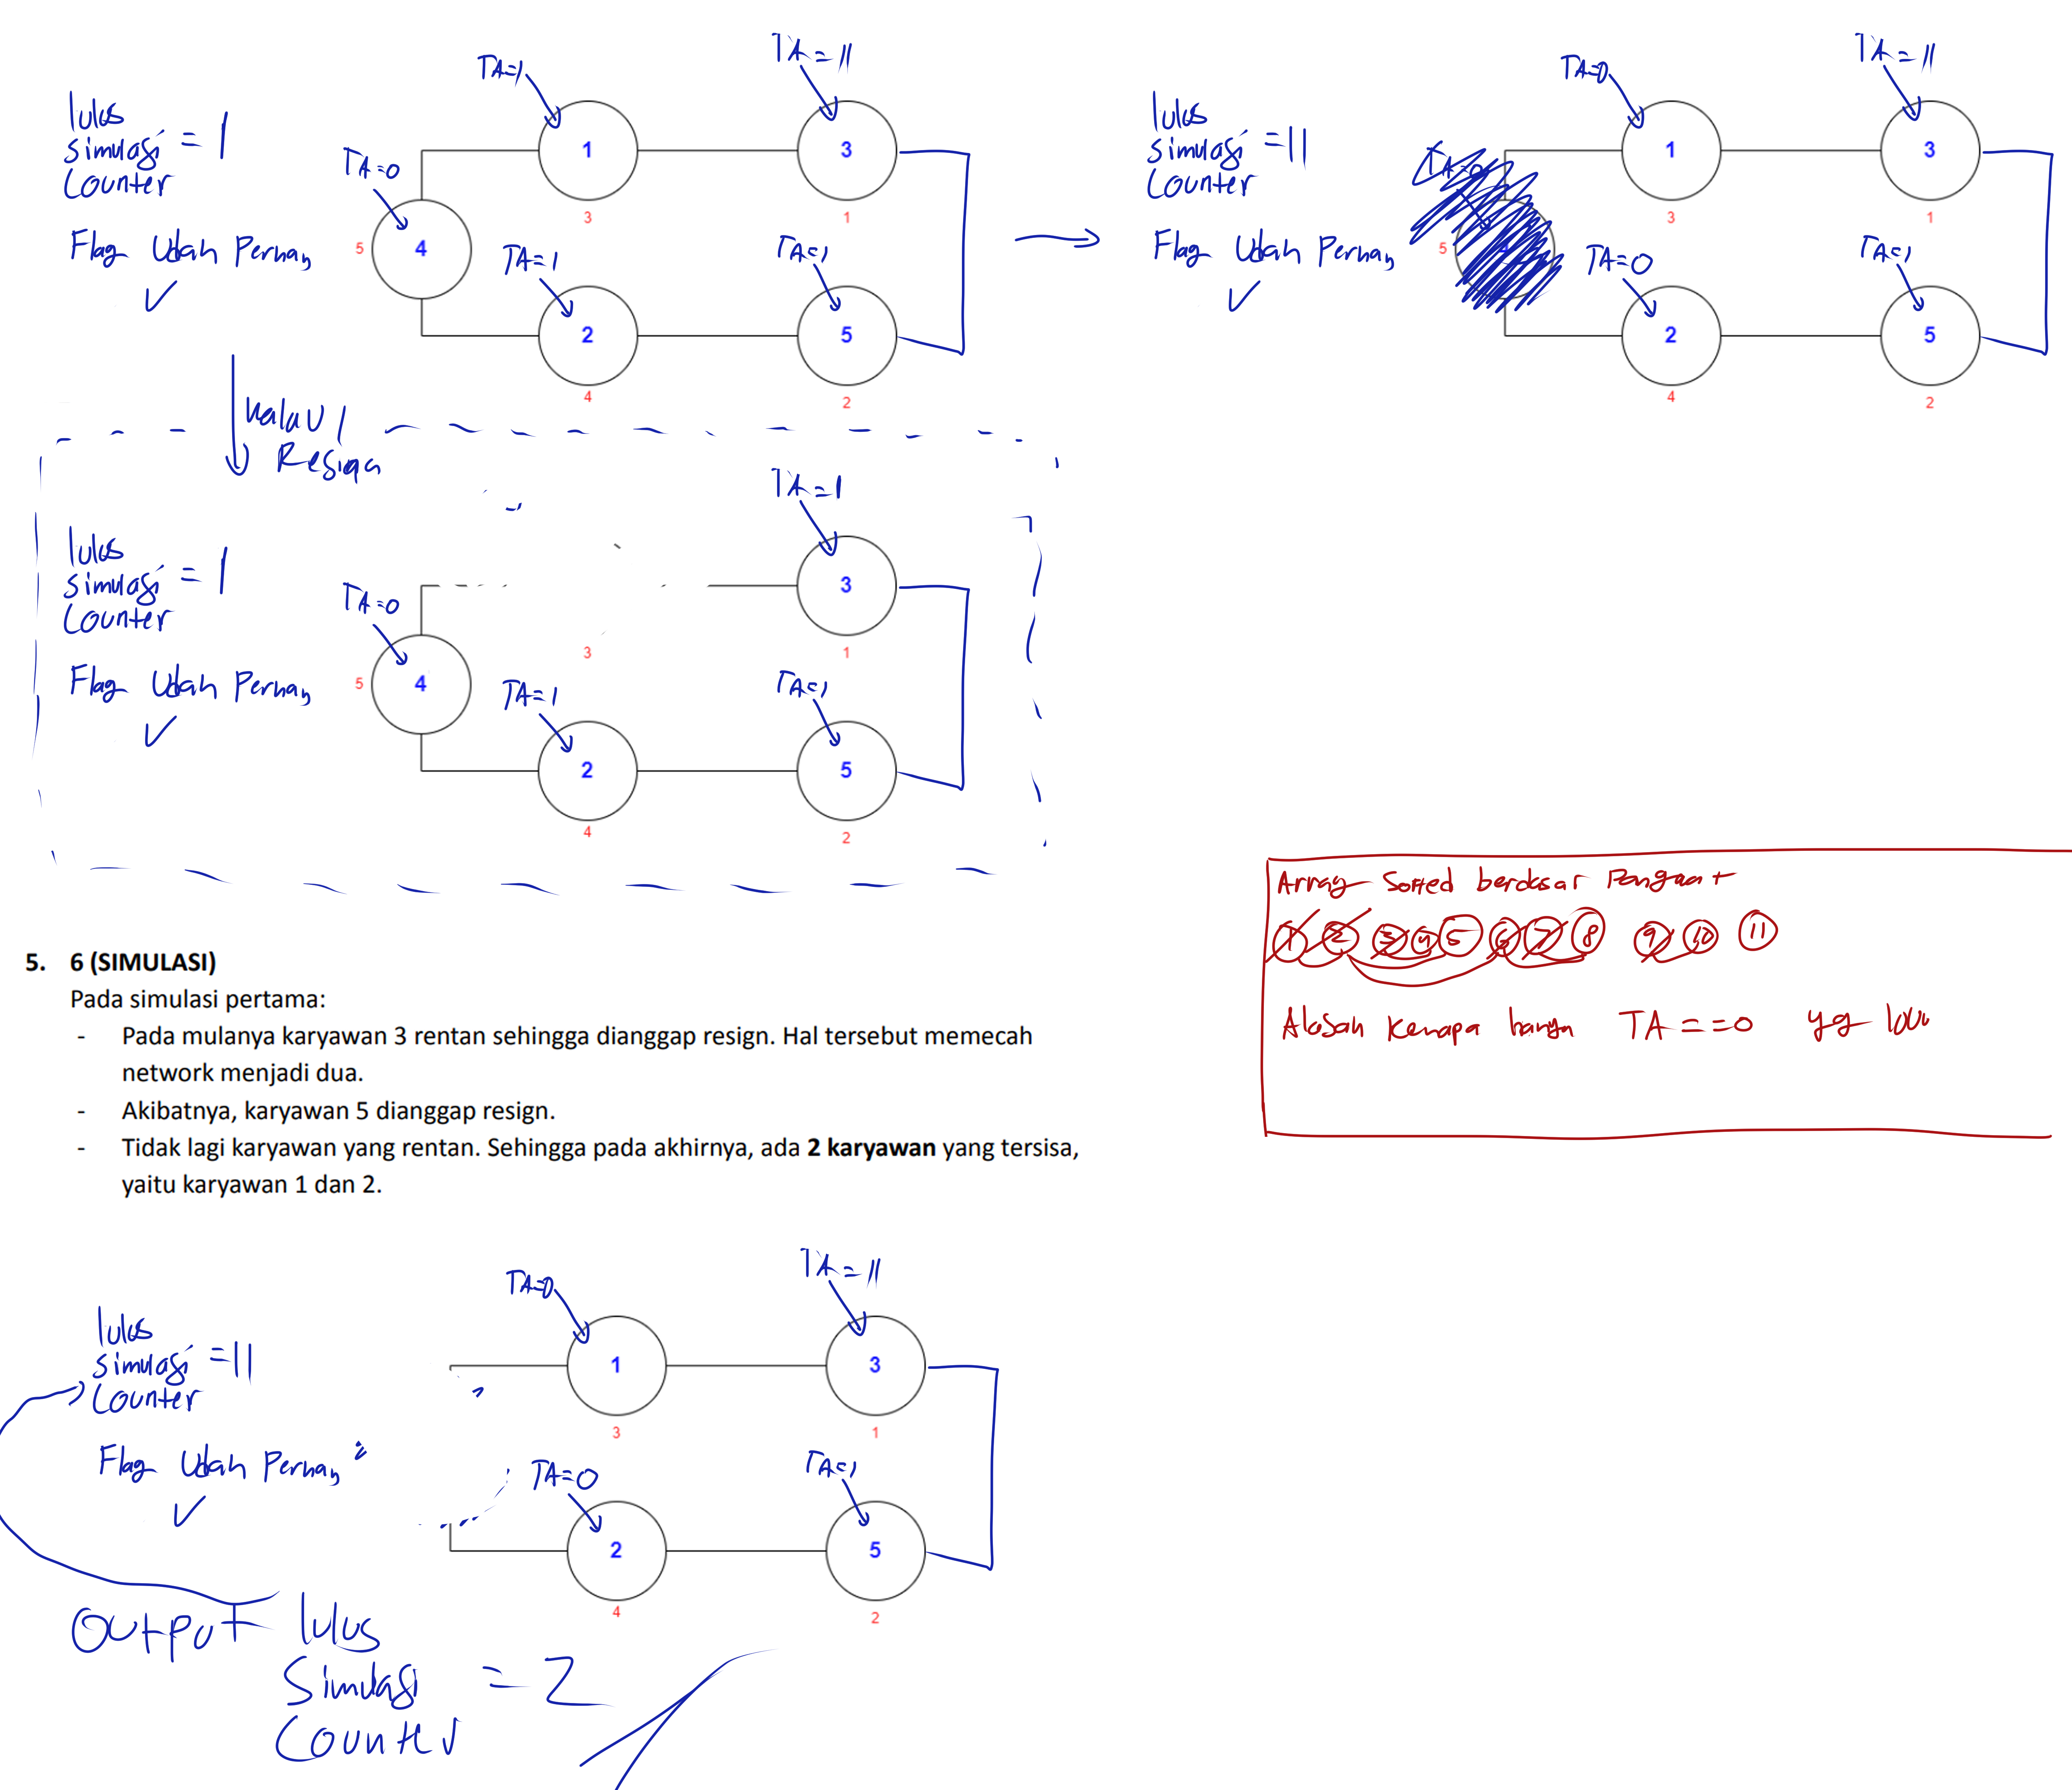 TA=1
TA=11
lulus
simulasi = 1
Counter
TA=0
1
3
3
1
Flag Udah Pernah
5
4
TA=1
TA=1
2
5
4
2
TA=0
TA=11
lulus
simulasi =11
Counter
TA=0
1
3
3
1
Flag Udah Pernah
5
TA=0
TA=1
2
5
4
2
kalau 1
Resign
TA=1
lulus
simulasi = 1
Counter
TA=0
3
3
1
Flag Udah Pernah
5
4
TA=1
TA=1
2
5
4
2
Array Sorted berdasar Pangkat
1 2 3 4 5 6 7 8 9 10 11
Alasan Kenapa hanya TA==0 yg
5. 6 (SIMULASI)
Pada simulasi pertama:
- Pada mulanya karyawan 3 rentan sehingga dianggap resign. Hal tersebut memecah
network menjadi dua.
- Akibatnya, karyawan 5 dianggap resign.
- Tidak lagi karyawan yang rentan. Sehingga pada akhirnya, ada 2 karyawan yang tersisa,
yaitu karyawan 1 dan 2.
TA=0
TA=11
lulus
simulasi =11
Counter
1
3
3
1
Flag Udah Pernah
TA=0
TA=1
2
5
4
2
Output lulus
Simulasi = 2
Counter